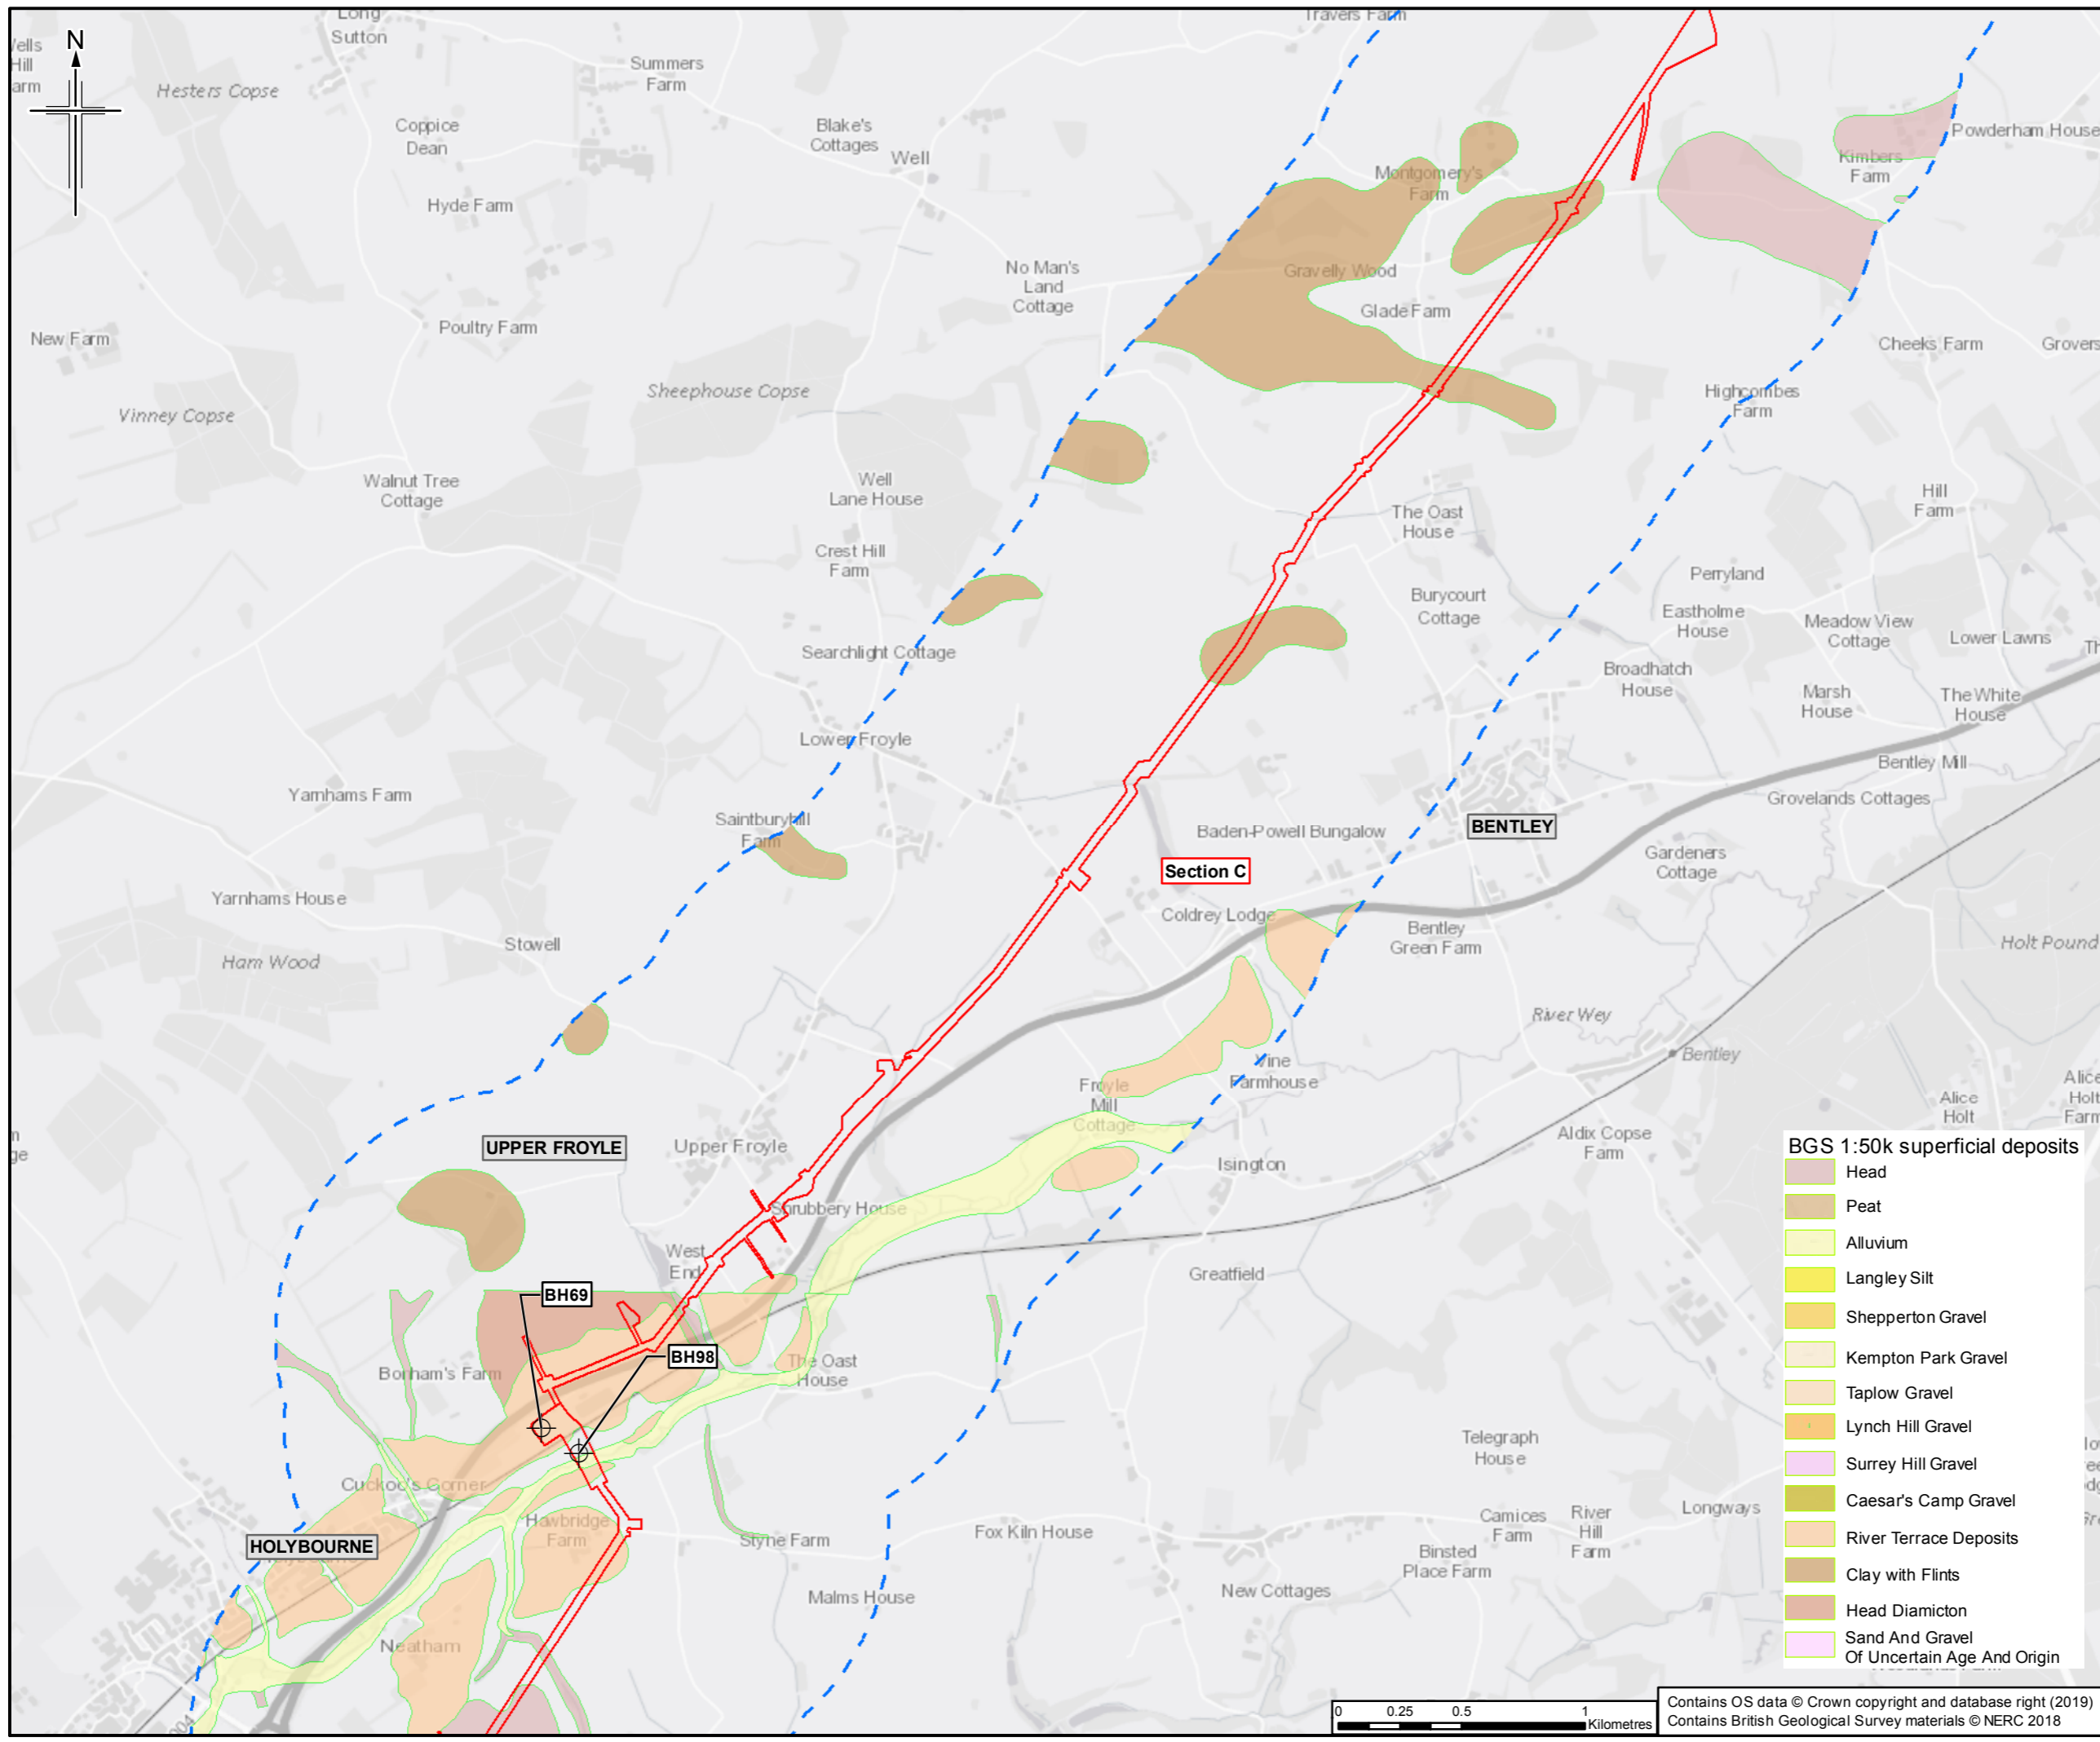 Long
Sutton
Travers Farm
N
Hesters Copse
Summers
Farm
Coppice
Dean
Blake's
Cottages
Well
Powderham House
Kimbers
Farm
Montgomery's
Farm
Hyde Farm
No Man's
Land
Cottage
Gravelly Wood
Glade Farm
New Farm
Poultry Farm
Cheeks Farm
Grovers
Sheephouse Copse
Highcombes
Farm
Vinney Copse
Walnut Tree
Cottage
Well
Lane House
The Oast
House
Hill
Farm
Crest Hill
Farm
Perryland
Burycourt
Cottage
Eastholme
House
Meadow View
Cottage
Lower Lawns
Searchlight Cottage
Broadhatch
House
Marsh
House
The White
House
Lower Froyle
Bentley Mill
Yarnhams Farm
Grovelands Cottages
Saintburyhill
Farm
Baden-Powell Bungalow
BENTLEY
Gardeners
Cottage
Section C
Yarnhams House
Coldrey Lodge
Bentley
Green Farm
Stowell
Ham Wood
Holt Pound
River Wey
Bentley
Vine
Farmhouse
Froyle
Mill
Cottage
Alice
Holt
Alice
Holt
Farm
UPPER FROYLE
Upper Froyle
Aldix Copse
Farm
Isington
Shrubbery House
West
End
Greatfield
BH69
BH98
Bonham's Farm
The Oast
House
Telegraph
House
Cuckoo's Corner
Hawbridge
Farm
Styne Farm
Fox Kiln House
Camices
Farm
River
Hill
Farm
Longways
HOLYBOURNE
Binsted
Place Farm
Malms House
New Cottages
Neatham
BGS 1:50k superficial deposits
Head
Peat
Alluvium
Langley Silt
Shepperton Gravel
Kempton Park Gravel
Taplow Gravel
Lynch Hill Gravel
Surrey Hill Gravel
Caesar's Camp Gravel
River Terrace Deposits
Clay with Flints
Head Diamicton
Sand And Gravel
Of Uncertain Age And Origin
0 0.25 0.5 1
Kilometres
Contains OS data © Crown copyright and database right (2019)
Contains British Geological Survey materials © NERC 2018